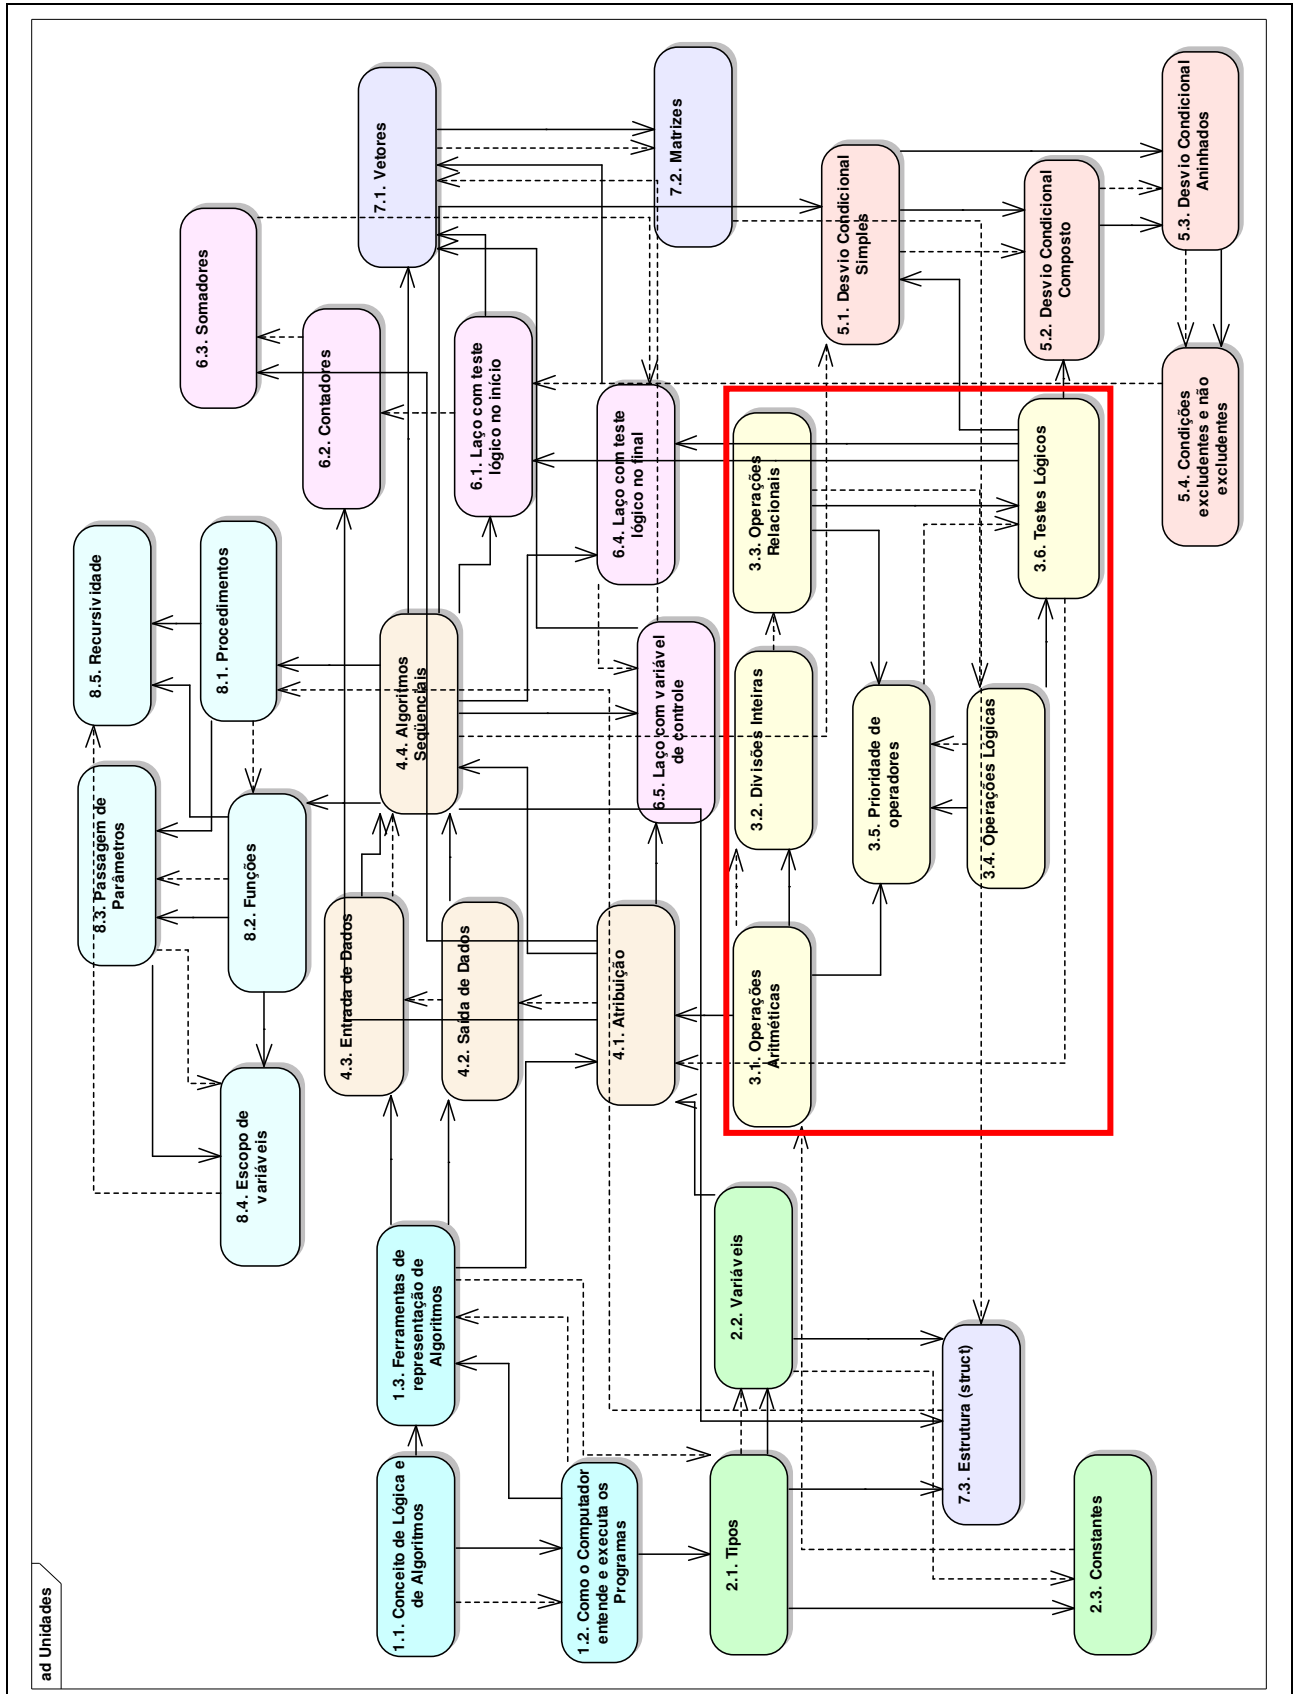 ad Unidades
1.1. Conceito de Lógica e
de Algoritmos
1.2. Como o Computador
entende e executa os
Programas
1.3. Ferramentas de
representação de
Algoritmos
2.1. Tipos
2.2. Variáveis
2.3. Constantes
3.1. Operações
Aritméticas
3.2. Divisões Inteiras
3.3. Operações
Relacionais
3.4. Operações Lógicas
3.5. Prioridade de
operadores
3.6. Testes Lógicos
4.1. Atribuição
4.2. Saída de Dados
4.3. Entrada de Dados
4.4. Algoritmos
Seqüenciais
5.1. Desvio Condicional
Simples
5.2. Desvio Condicional
Composto
5.3. Desvio Condicional
Aninhados
5.4. Condições
excludentes e não
excludentes
6.1. Laço com teste
lógico no início
6.2. Contadores
6.3. Somadores
6.4. Laço com teste
lógico no final
6.5. Laço com variável
de controle
7.1. Vetores
7.2. Matrizes
7.3. Estrutura (struct)
8.1. Procedimentos
8.2. Funções
8.3. Passagem de
Parâmetros
8.4. Escopo de
variáveis
8.5. Recursividade